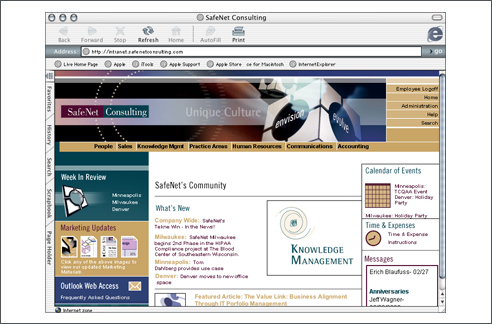 SafeNet Consulting
Back Forward Stop Refresh Home AutoFill Print
Address: http://intranet.safenetconsulting.com go
Live Home Page Apple iTools Apple Support Apple Store ce for Macintosh InternetExplorer
Favorites
History
Search
Scrapbook
Page Holder
SafeNet Consulting
Unique Culture
envision
evolve
Employee Logoff
Home
Administration
Help
Search
People Sales Knowledge Mgmt Practice Areas Human Resources Communications Accounting
Week In Review
Minneapolis
Milwaukee
Denver
Marketing Updates
Click any of the above images to
view our updated Marketing
Materials
Outlook Web Access
Frequently Asked Questions
SafeNet's Community
What's New
Company Wide: SafeNet's
Tekne Win - In the News!
Milwaukee: SafeNet Milwaukee
begins 2nd Phase in the HIPAA
Compliance project at The Blood
Center of Southeastern Wisconsin.
Minneapolis: Tom
Dahlberg provides use case
Denver: Denver moves to new office
space
Knowledge
Management
Featured Article: The Value Link: Business Alignment
Through IT Porfolio Management
Calendar of Events
Minneapolis:
TCQAA Event
Denver: Holiday
Party
Milwaukee: Holiday Party
Time & Expenses
Time & Expense
Instructions
Messages
Erich Blaufuss- 02/27
Anniversaries
Jeff Wagner-
Internet zone